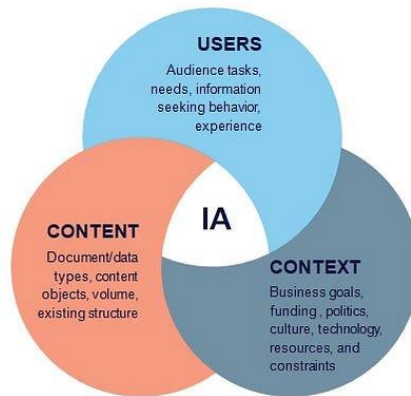 USERS
Audience tasks,
needs, information
seeking behavior,
experience
IA
CONTENT
Document/data
types, content
objects, volume,
existing structure
CONTEXT
Business goals,
funding , politics,
culture, technology,
resources, and
constraints